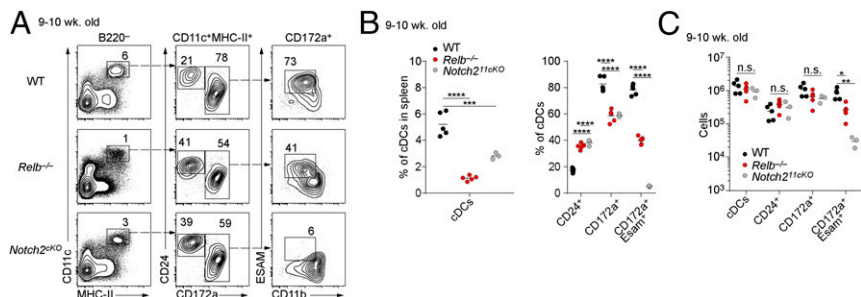 A 9-10 wk. old
B220⁻ CD11c⁺MHC-II⁺ CD172a⁺
WT 6 21 78 73
Relb⁻/⁻ 1 41 54 41
Notch2ᶜᴷᴼ 3 39 59 6
CD11c CD24 ESAM
MHC-II CD172a CD11b
B 9-10 wk. old
WT
Relb⁻/⁻
Notch2¹¹ᶜᴷᴼ
% of cDCs in spleen
8
6
4
2
0
****
***
cDCs
% of cDCs
100
80
60
40
20
0
****
****
****
****
****
****
CD24⁺
CD172a⁺
CD172a⁺
Esam⁺
C 9-10 wk. old
Cells
10⁷
10⁶
10⁵
10⁴
10³
n.s.
n.s.
n.s.
*
**
WT
Relb⁻/⁻
Notch2¹¹ᶜᴷᴼ
cDCs
CD24⁺
CD172a⁺
CD172a⁺
Esam⁺